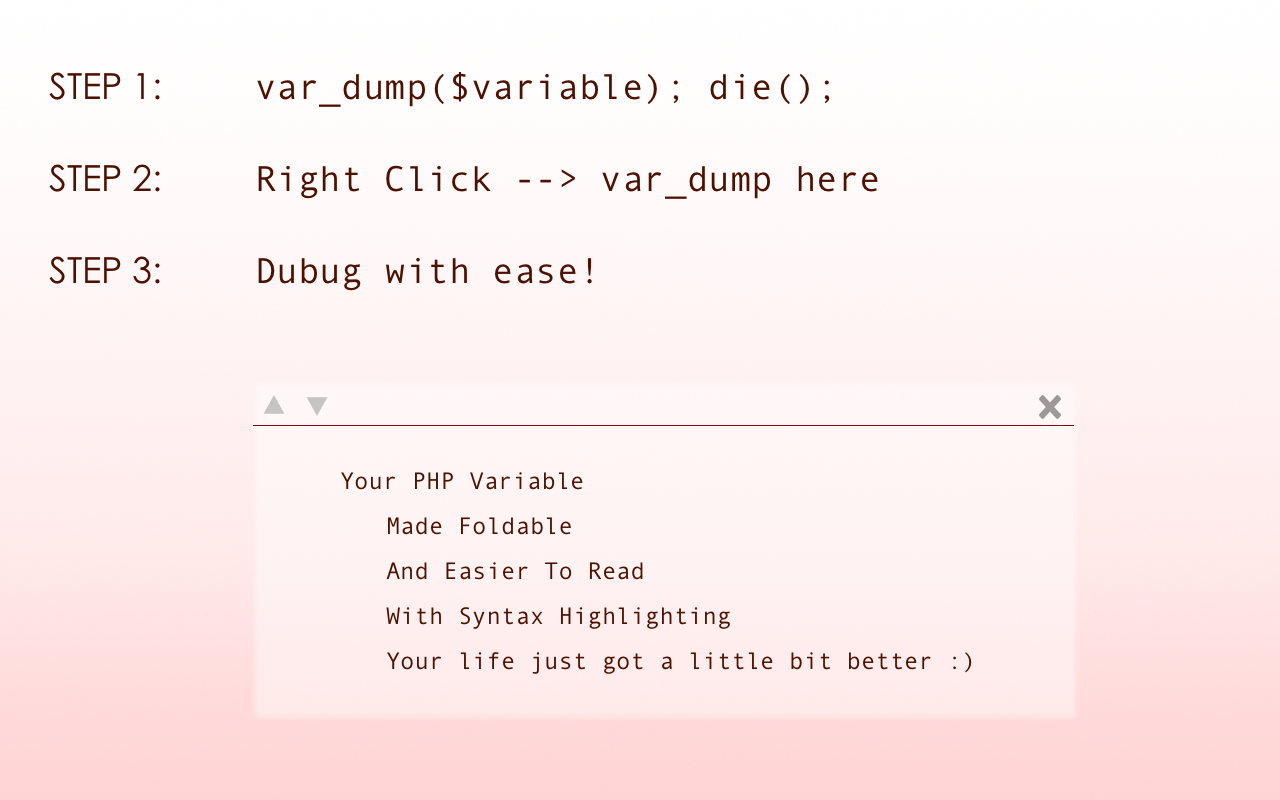 STEP 1: var_dump($variable); die();
STEP 2: Right Click --> var_dump here
STEP 3: Dubug with ease!
Your PHP Variable
Made Foldable
And Easier To Read
With Syntax Highlighting
Your life just got a little bit better :)